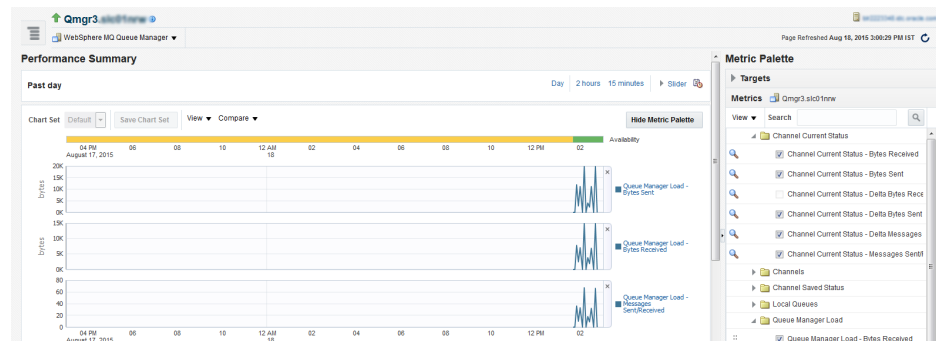 Qmgr3.
WebSphere MQ Queue Manager
Page Refreshed Aug 18, 2015 3:00:29 PM IST
Performance Summary
Past day
Day 2 hours 15 minutes Slider
Chart Set Default Save Chart Set View Compare Hide Metric Palette
Availability
04 PM 06 08 10 12 AM 02 04 06 08 10 12 PM 02
August 17, 2015 18
20K
15K
10K
5K
0K
bytes
Queue Manager Load -
Bytes Sent
15K
10K
5K
0K
bytes
Queue Manager Load -
Bytes Received
80
60
40
20
0
Queue Manager Load -
Messages
Sent/Received
04 PM 06 08 10 12 AM 02 04 06 08 10 12 PM 02
August 17, 2015 18
Metric Palette
Targets
Metrics Qmgr3.slc01nrw
View Search
Channel Current Status
Channel Current Status - Bytes Received
Channel Current Status - Bytes Sent
Channel Current Status - Delta Bytes Rece
Channel Current Status - Delta Bytes Sent
Channel Current Status - Delta Messages
Channel Current Status - Messages Sent/
Channels
Channel Saved Status
Local Queues
Queue Manager Load
Queue Manager Load - Bytes Received